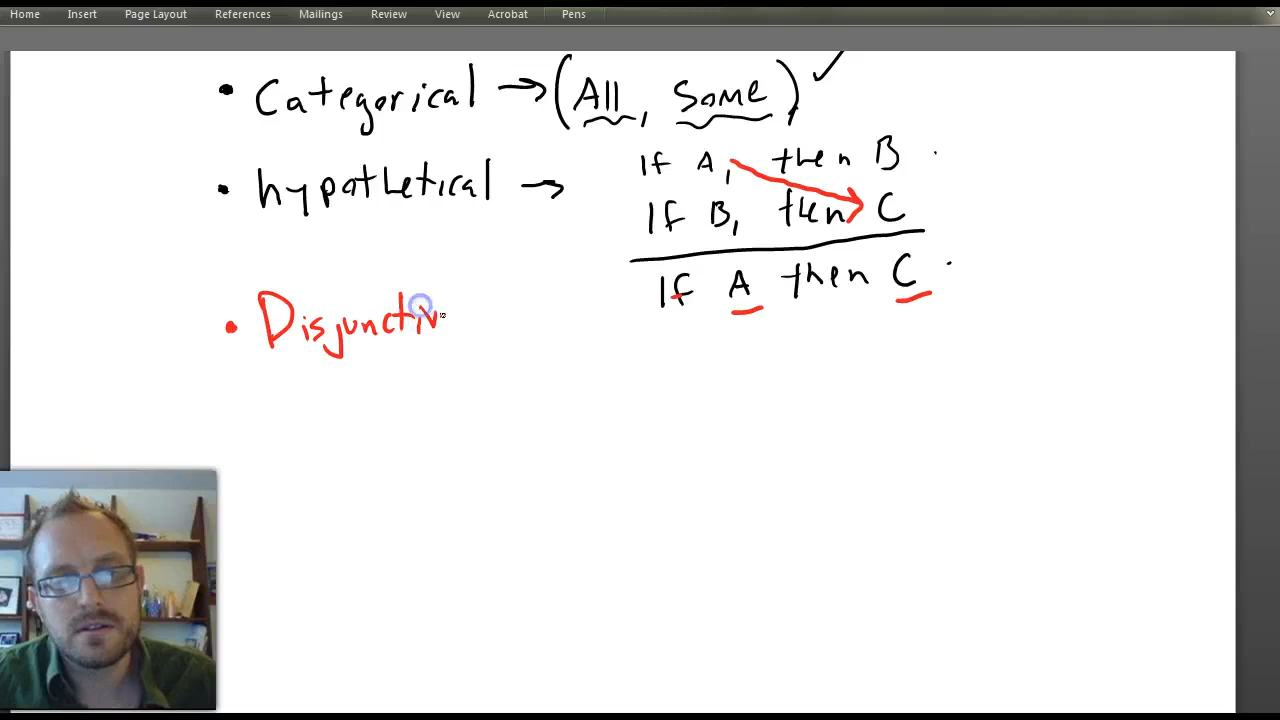 Home Insert Page Layout References Mailings Review View Acrobat Pens
• Categorical → (All, Some) ✓
If A, then B.
• hypothetical →
If B, then C
If A then C.
• Disjunctiv